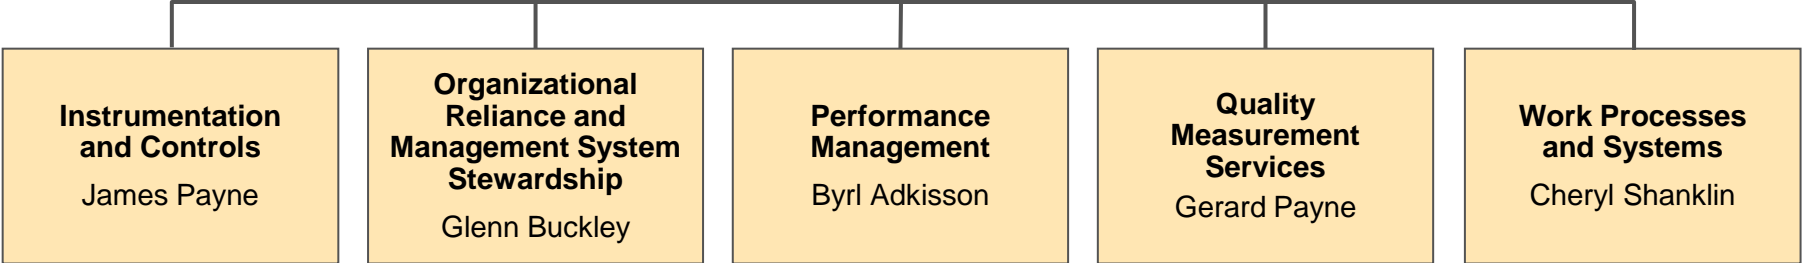 Instrumentation
and Controls
James Payne
Organizational
Reliance and
Management System
Stewardship
Glenn Buckley
Performance
Management
Byrl Adkisson
Quality
Measurement
Services
Gerard Payne
Work Processes
and Systems
Cheryl Shanklin